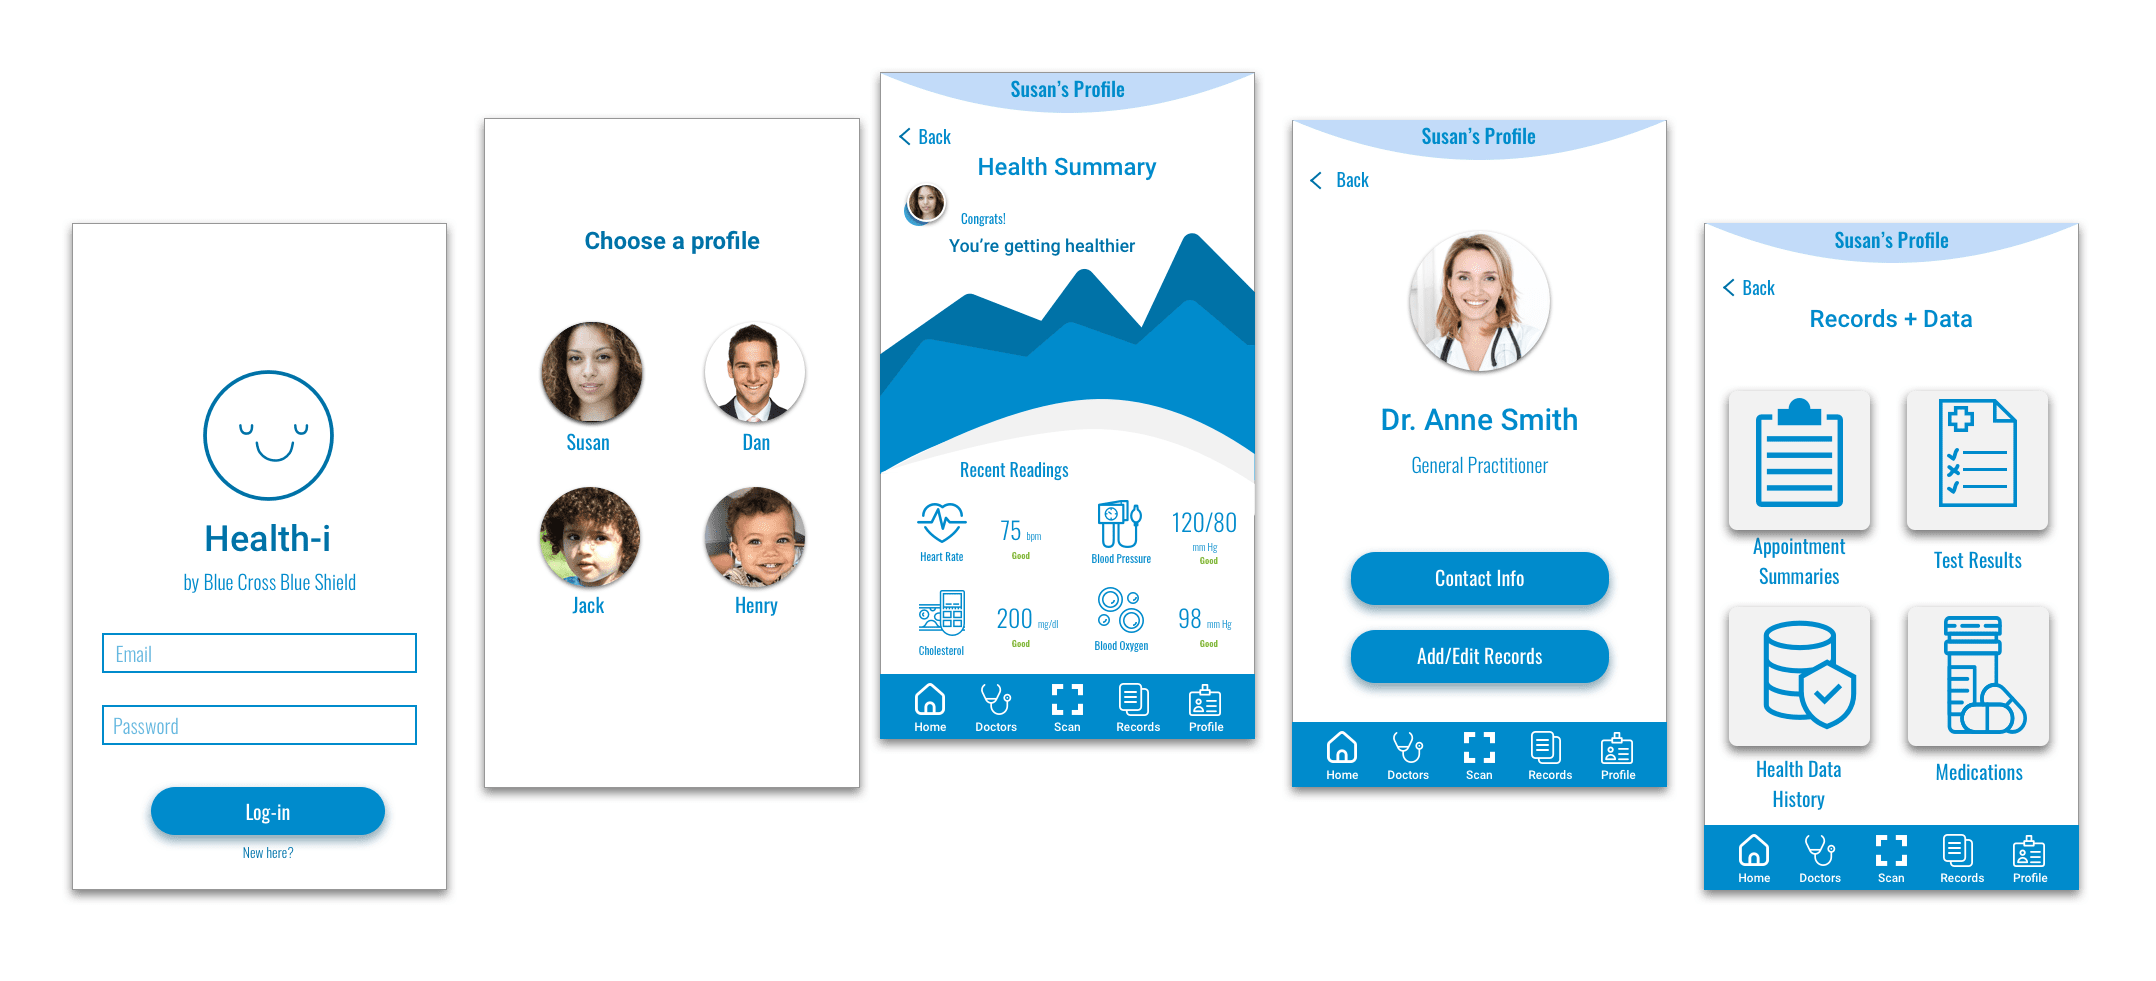 Health-i
by Blue Cross Blue Shield
Email
Password
Log-in
New here?
Choose a profile
Susan
Dan
Jack
Henry
Susan's Profile
Back
Health Summary
Congrats!
You're getting healthier
Recent Readings
Heart Rate
75 bpm
Good
Blood Pressure
120/80
mm Hg
Good
Cholesterol
200 mg/dl
Good
Blood Oxygen
98 mm Hg
Good
Home Doctors Scan Records Profile
Susan's Profile
Back
Dr. Anne Smith
General Practitioner
Contact Info
Add/Edit Records
Home Doctors Scan Records Profile
Susan's Profile
Back
Records + Data
Appointment
Summaries
Test Results
Health Data
History
Medications
Home Doctors Scan Records Profile